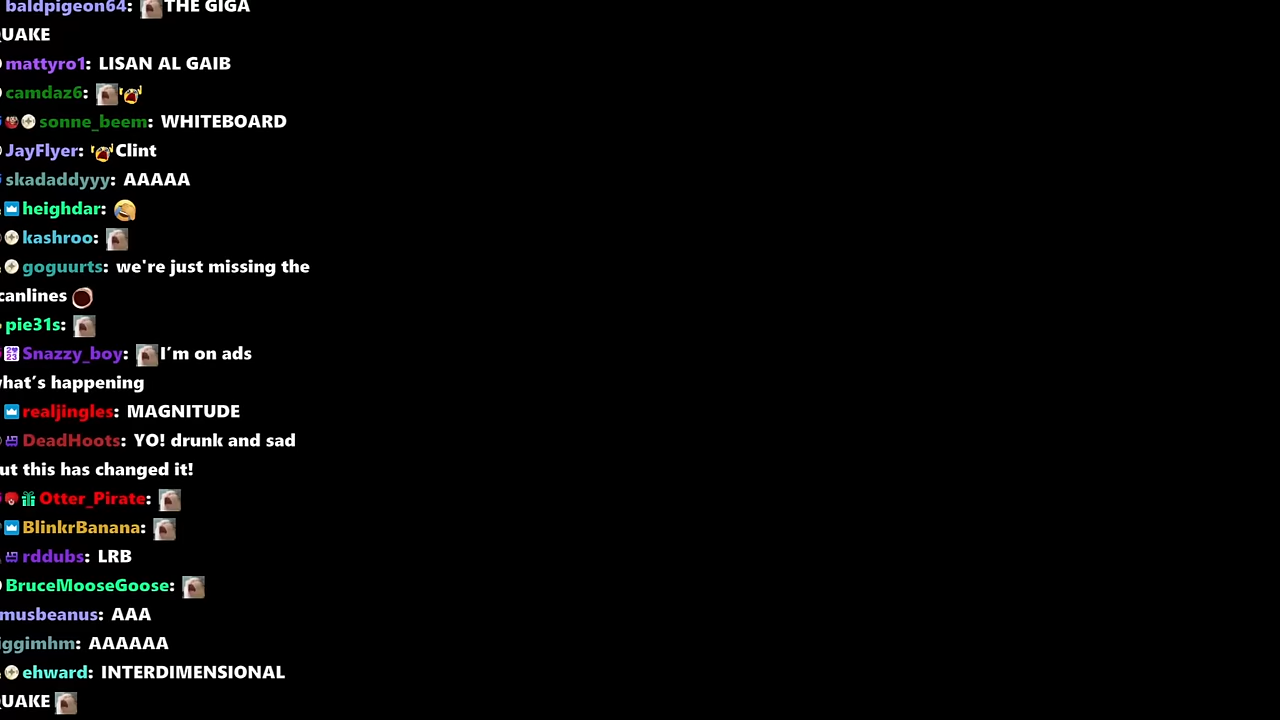 baldpigeon64: THE GIGA
QUAKE
mattyro1: LISAN AL GAIB
camdaz6:
sonne_beem: WHITEBOARD
JayFlyer: Clint
skadaddyyy: AAAAA
heighdar:
kashroo:
goguurts: we're just missing the
canlines
pie31s:
Snazzy_boy: I'm on ads
what's happening
realjingles: MAGNITUDE
DeadHoots: YO! drunk and sad
ut this has changed it!
Otter_Pirate:
BlinkrBanana:
rddubs: LRB
BruceMooseGoose:
musbeanus: AAA
iggimhm: AAAAAA
ehward: INTERDIMENSIONAL
QUAKE